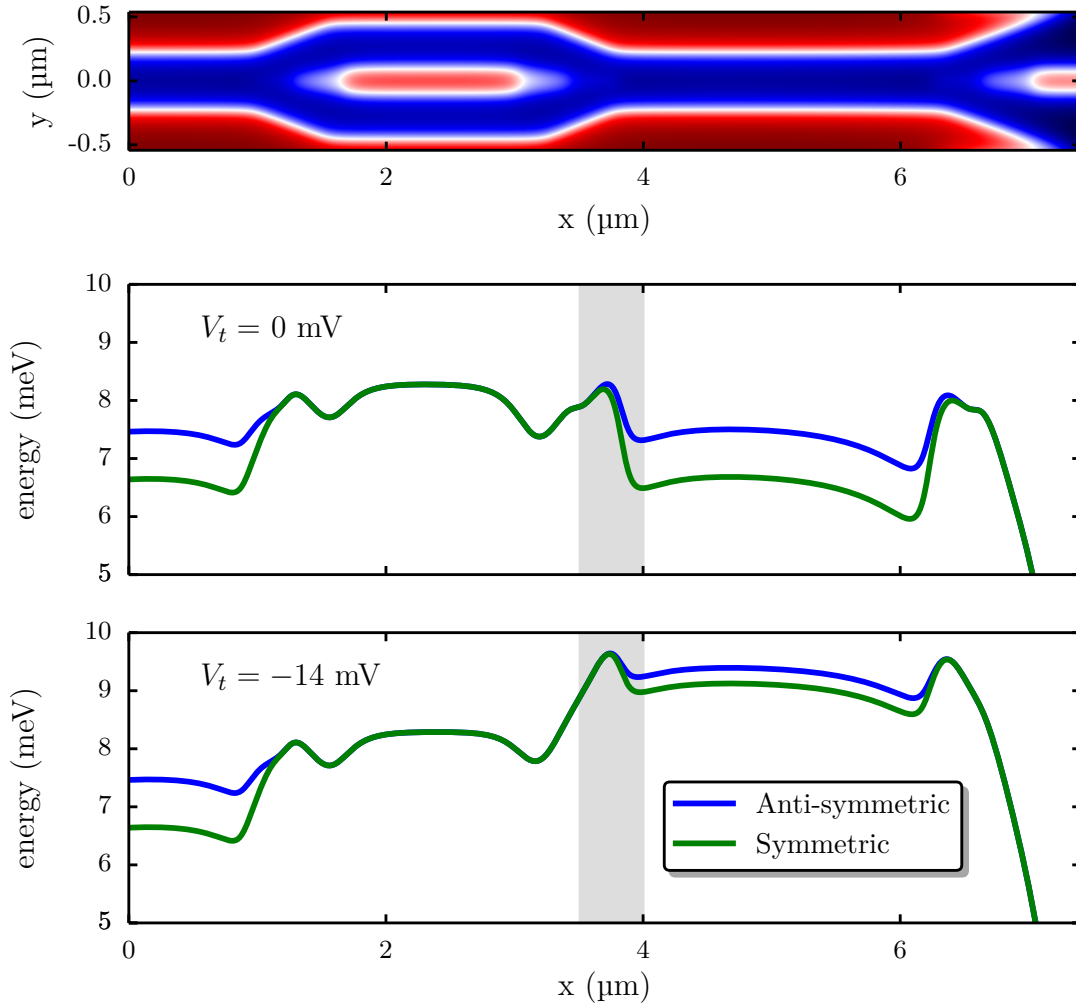 0.5
0.0
-0.5
y (µm)
0 2 4 6
x (µm)
10
9
8
7
6
5
energy (meV)
V_t = 0 mV
10
9
8
7
6
5
energy (meV)
V_t = −14 mV
Anti-symmetric
Symmetric
0 2 4 6
x (µm)